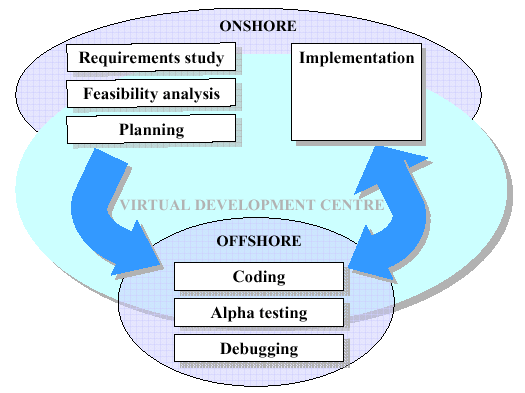 ONSHORE
Requirements study
Feasibility analysis
Planning
Implementation
VIRTUAL DEVELOPMENT CENTRE
OFFSHORE
Coding
Alpha testing
Debugging